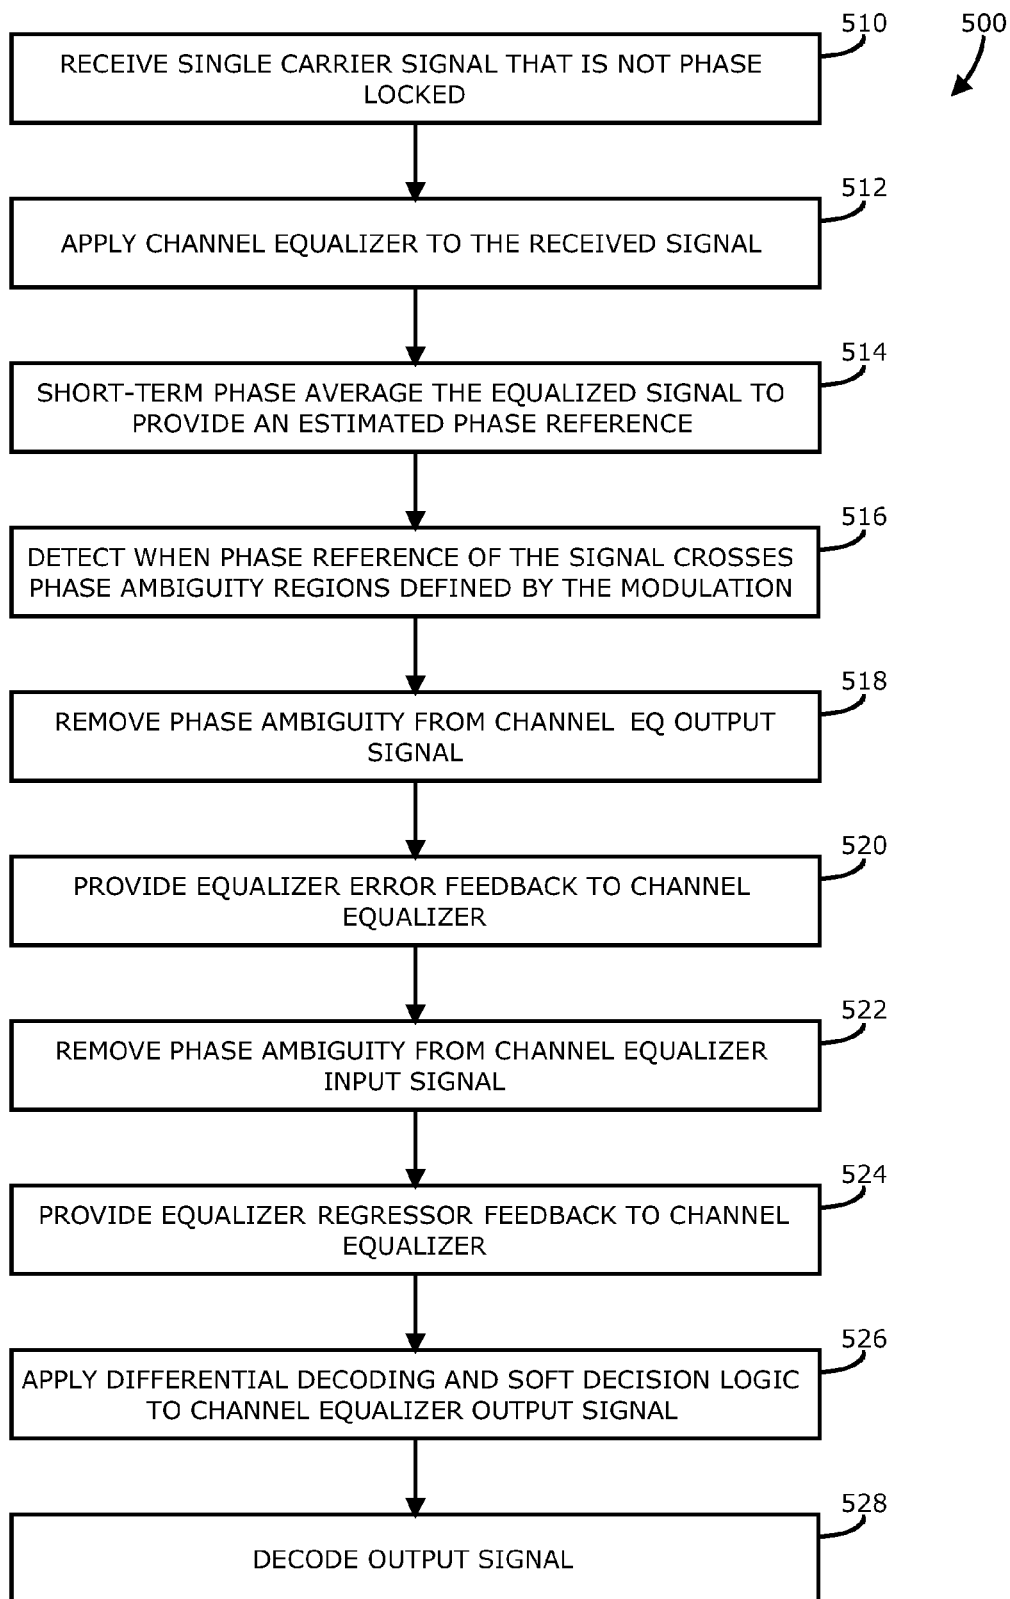 510
500
RECEIVE SINGLE CARRIER SIGNAL THAT IS NOT PHASE
LOCKED
512
APPLY CHANNEL EQUALIZER TO THE RECEIVED SIGNAL
514
SHORT-TERM PHASE AVERAGE THE EQUALIZED SIGNAL TO
PROVIDE AN ESTIMATED PHASE REFERENCE
516
DETECT WHEN PHASE REFERENCE OF THE SIGNAL CROSSES
PHASE AMBIGUITY REGIONS DEFINED BY THE MODULATION
518
REMOVE PHASE AMBIGUITY FROM CHANNEL EQ OUTPUT
SIGNAL
520
PROVIDE EQUALIZER ERROR FEEDBACK TO CHANNEL
EQUALIZER
522
REMOVE PHASE AMBIGUITY FROM CHANNEL EQUALIZER
INPUT SIGNAL
524
PROVIDE EQUALIZER REGRESSOR FEEDBACK TO CHANNEL
EQUALIZER
526
APPLY DIFFERENTIAL DECODING AND SOFT DECISION LOGIC
TO CHANNEL EQUALIZER OUTPUT SIGNAL
528
DECODE OUTPUT SIGNAL